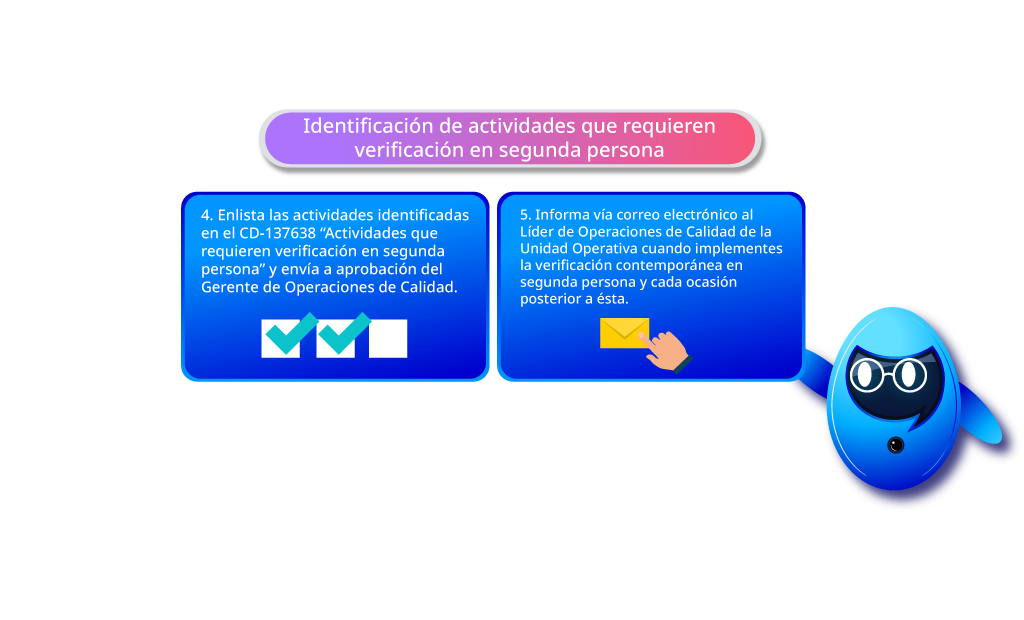 Identificación de actividades que requieren
verificación en segunda persona
4. Enlista las actividades identificadas
en el CD-137638 “Actividades que
requieren verificación en segunda
persona” y envía a aprobación del
Gerente de Operaciones de Calidad.
5. Informa vía correo electrónico al
Líder de Operaciones de Calidad de la
Unidad Operativa cuando implementes
la verificación contemporánea en
segunda persona y cada ocasión
posterior a ésta.